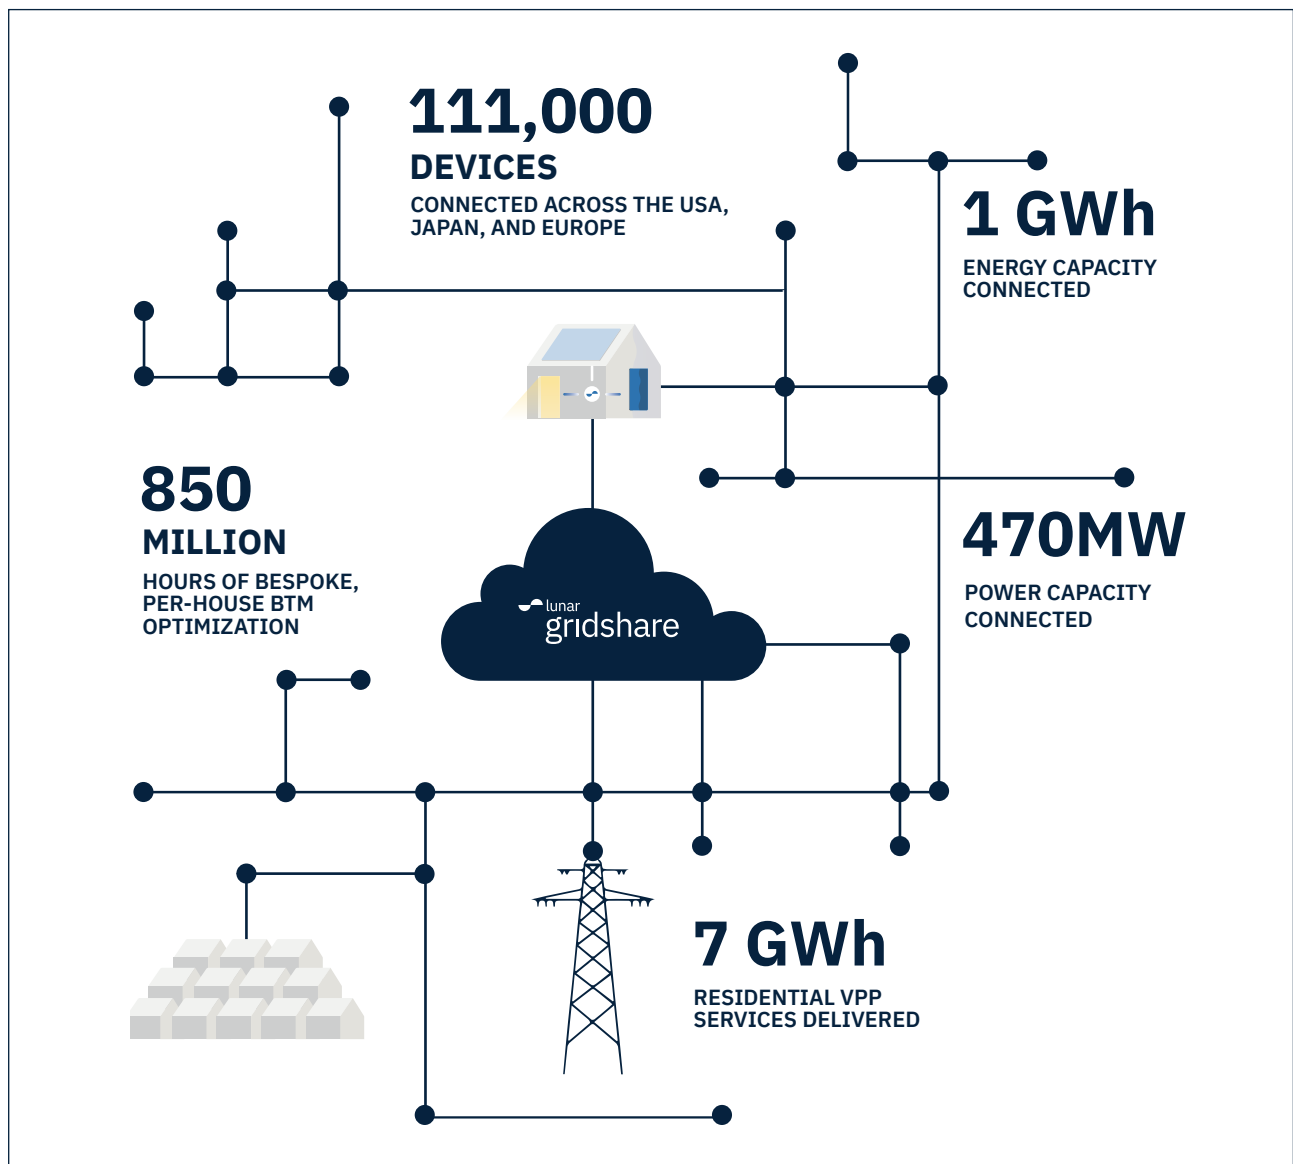 111,000
DEVICES
CONNECTED ACROSS THE USA,
JAPAN, AND EUROPE
1 GWh
ENERGY CAPACITY
CONNECTED
850
MILLION
HOURS OF BESPOKE,
PER-HOUSE BTM
OPTIMIZATION
470MW
POWER CAPACITY
CONNECTED
lunar
gridshare
7 GWh
RESIDENTIAL VPP
SERVICES DELIVERED